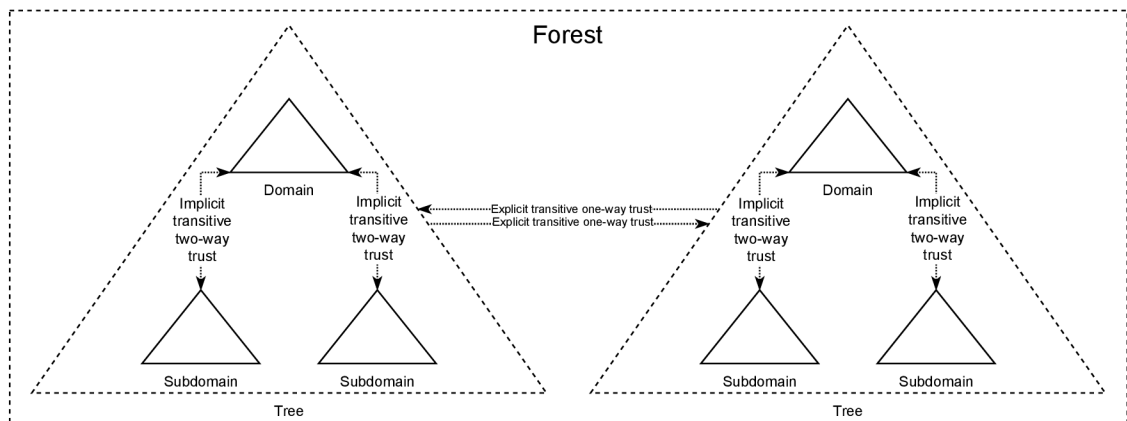 Forest
Domain
Implicit
transitive
two-way
trust
Implicit
transitive
two-way
trust
Subdomain
Subdomain
Tree
Explicit transitive one-way trust
Explicit transitive one-way trust
Domain
Implicit
transitive
two-way
trust
Implicit
transitive
two-way
trust
Subdomain
Subdomain
Tree